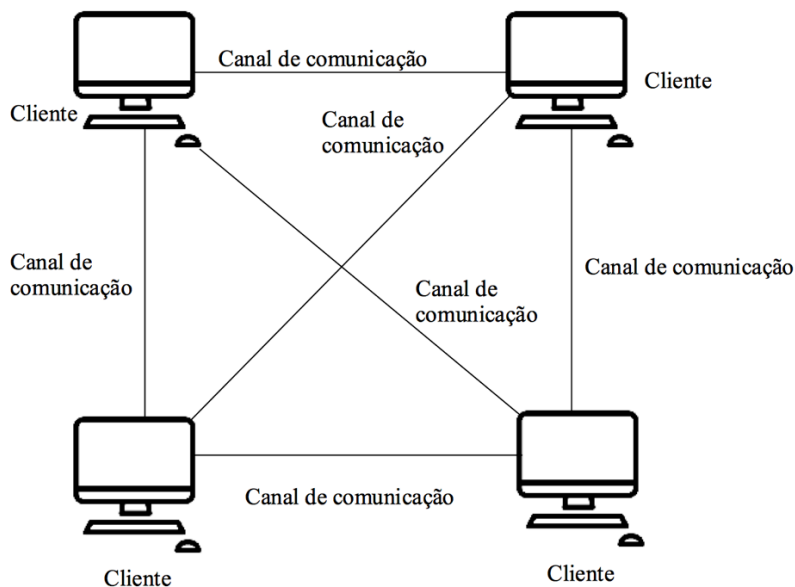 Canal de comunicação
Cliente
Cliente
Canal de
comunicação
Canal de
comunicação
Canal de comunicação
Canal de
comunicação
Canal de comunicação
Cliente
Cliente